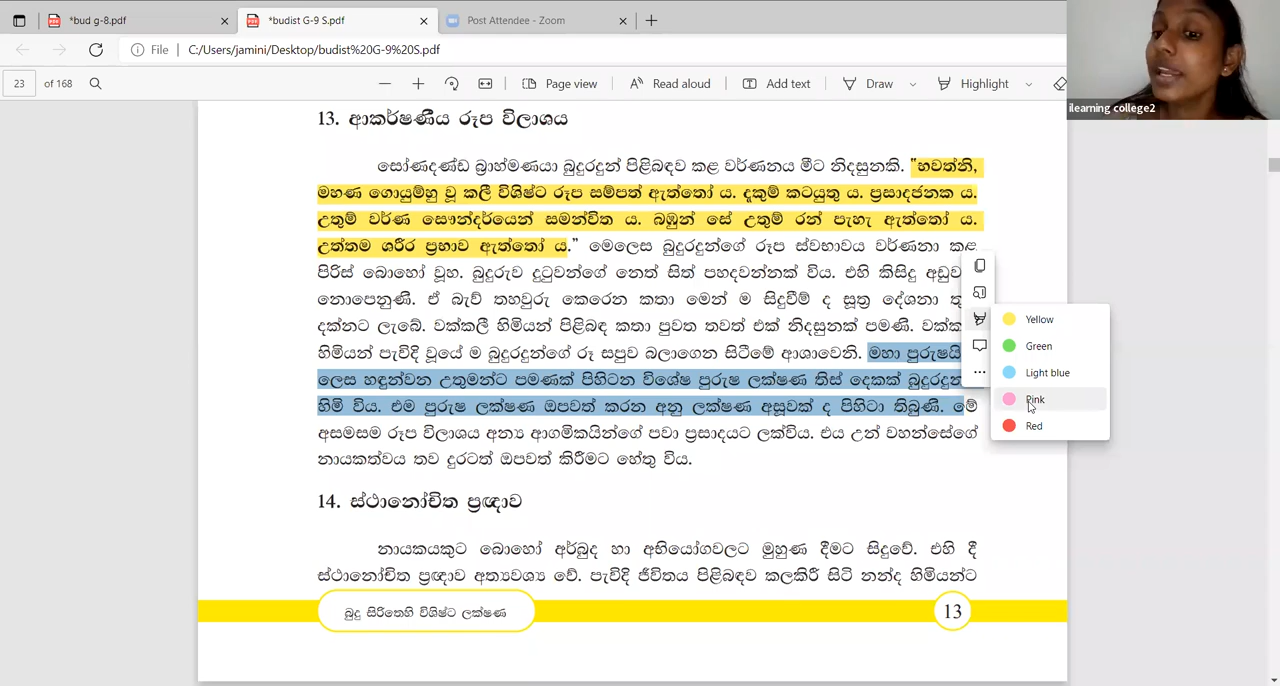 *bud g-8.pdf
*budist G-9 S.pdf
Post Attendee - Zoom
File
C:/Users/jamini/Desktop/budist%20G-9%20S.pdf
23 of 168
Page view
Read aloud
Add text
Draw
Highlight
ilearning college2
13. ආකර්ෂණීය රූප විලාශය
සෝණදණ්ඩ බ්‍රාහ්මණයා බුදුරදුන් පිළිබඳව කළ වර්ණනය මීට නිදසුනකි. "භවත්නි,
මහණ ගොයුම්හු වූ කලී විශිෂ්ට රූප සම්පත් ඇත්තෝ ය. දැකුම් කටයුතු ය. ප්‍රසාදජනක ය.
උතුම් වර්ණ සෞන්දර්යෙන් සමන්විත ය. බඹුන් සේ උතුම් රන් පැහැ ඇත්තෝ ය.
උත්තම ශරීර ප්‍රභාව ඇත්තෝ ය." මෙලෙස බුදුරදුන්ගේ රූප ස්වභාවය වර්ණනා කළ
පිරිස් බොහෝ වූහ. බුදුරුව දුටුවන්ගේ නෙත් සිත් පහදවන්නක් විය. එහි කිසිදු
නොපෙනුණි. ඒ බැව් තහවුරු කෙරෙන කතා මෙන් ම සිදුවීම් ද සූත්‍ර දේශනා
දක්නට ලැබේ. වක්කලී හිමියන් පිළිබඳ කතා පුවත තවත් එක් නිදසුනක් පමණි.
හිමියන් පැවිදි වූයේ ම බුදුරදුන්ගේ රූ සපුව බලාගෙන සිටීමේ ආශාවෙනි. මහා
ලෙස හඳුන්වන උතුමන්ට පමණක් පිහිටන විශේෂ පුරුෂ ලක්ෂණ තිස් දෙකක්
හිමි විය. එම පුරුෂ ලක්ෂණ ඔපවත් කරන අනු ලක්ෂණ අසූවක් ද පිහිටා තිබුණි. මේ
අසමසම රූප විලාශය අන්‍ය ආගමිකයින්ගේ පවා ප්‍රසාදයට ලක්විය. එය උන් වහන්සේගේ
නායකත්වය තව දුරටත් ඔපවත් කිරීමට හේතු විය.
Yellow
Green
Light blue
Pink
Red
14. ස්ථානෝචිත ප්‍රඥාව
නායකයකුට බොහෝ අර්බුද හා අභියෝගවලට මුහුණ දීමට සිදුවේ. එහි දී
ස්ථානෝචිත ප්‍රඥාව අත්‍යවශ්‍ය වේ. පැවිදි ජීවිතය පිළිබඳව කලකිරී සිටි නන්ද හිමියන්ට
බුදු සිරිතෙහි විශිෂ්ට ලක්ෂණ
13